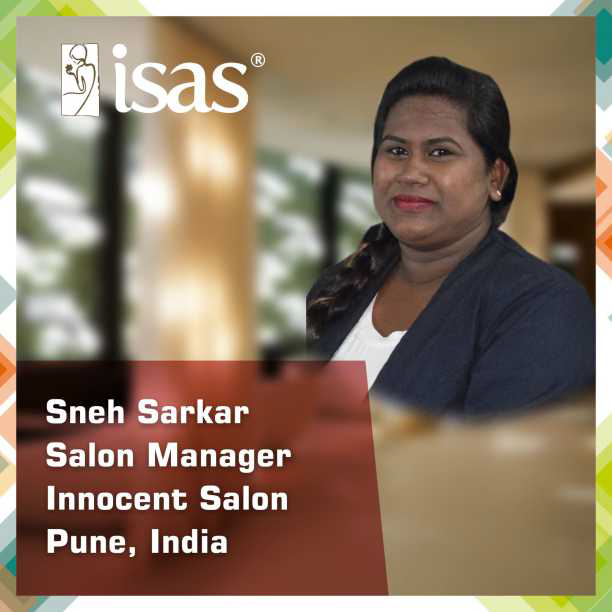 isas®
Sneh Sarkar
Salon Manager
Innocent Salon
Pune, India